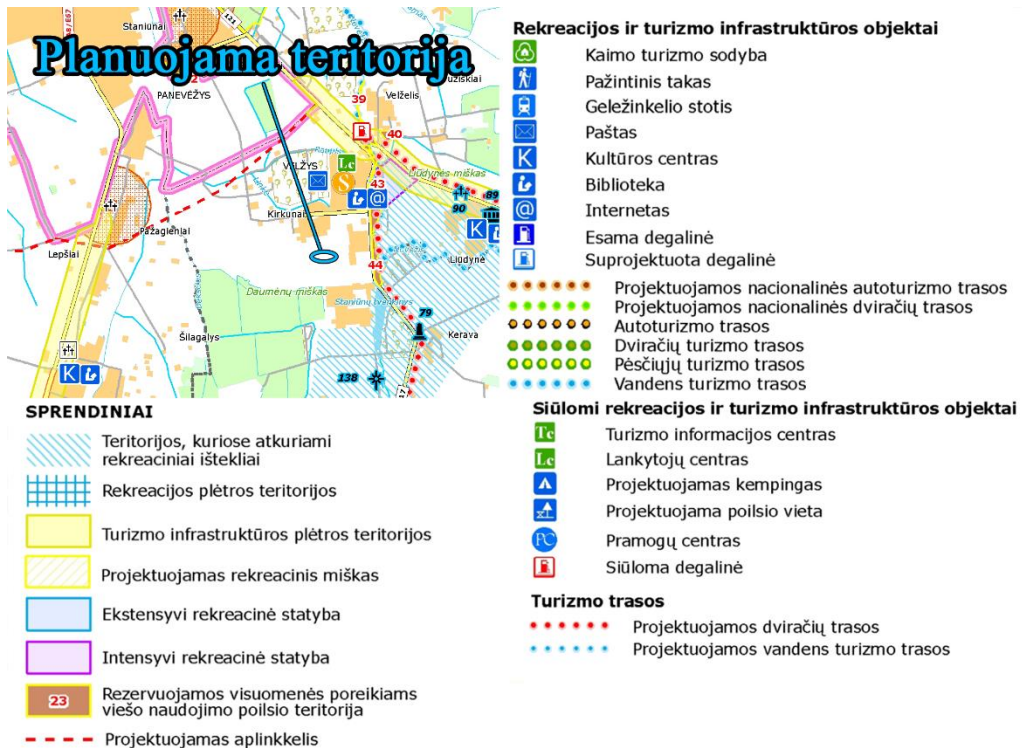 Planuojama teritorija
Staniūnai
121
PANEVĖŽYS
Velželis
39
40
VELŽYS
Lc
S
43
@
Liūdynės miškas
89
90
K
Liūdynė
Kirkunai
Pažagieniai
Lepšiai
44
Daumėnų miškas
Staniūnų tvenkinys
79
Kerava
Šilagalys
138
K
Rekreacijos ir turizmo infrastruktūros objektai
Kaimo turizmo sodyba
Pažintinis takas
Geležinkelio stotis
Paštas
K Kultūros centras
Biblioteka
@ Internetas
Esama degalinė
Suprojektuota degalinė
Projektuojamos nacionalinės autoturizmo trasos
Projektuojamos nacionalinės dviračių trasos
Autoturizmo trasos
Dviračių turizmo trasos
Pėsčiųjų turizmo trasos
Vandens turizmo trasos
SPRENDINIAI
Teritorijos, kuriose atkuriami
rekreaciniai ištekliai
Rekreacijos plėtros teritorijos
Turizmo infrastruktūros plėtros teritorijos
Projektuojamas rekreacinis miškas
Ekstensyvi rekreacinė statyba
Intensyvi rekreacinė statyba
23 Rezervuojamos visuomenės poreikiams
viešo naudojimo poilsio teritorija
Projektuojamas aplinkkelis
Siūlomi rekreacijos ir turizmo infrastruktūros objektai
Tc Turizmo informacijos centras
Lc Lankytojų centras
Projektuojamas kempingas
Projektuojama poilsio vieta
PC Pramogų centras
Siūloma degalinė
Turizmo trasos
Projektuojamos dviračių trasos
Projektuojamos vandens turizmo trasos